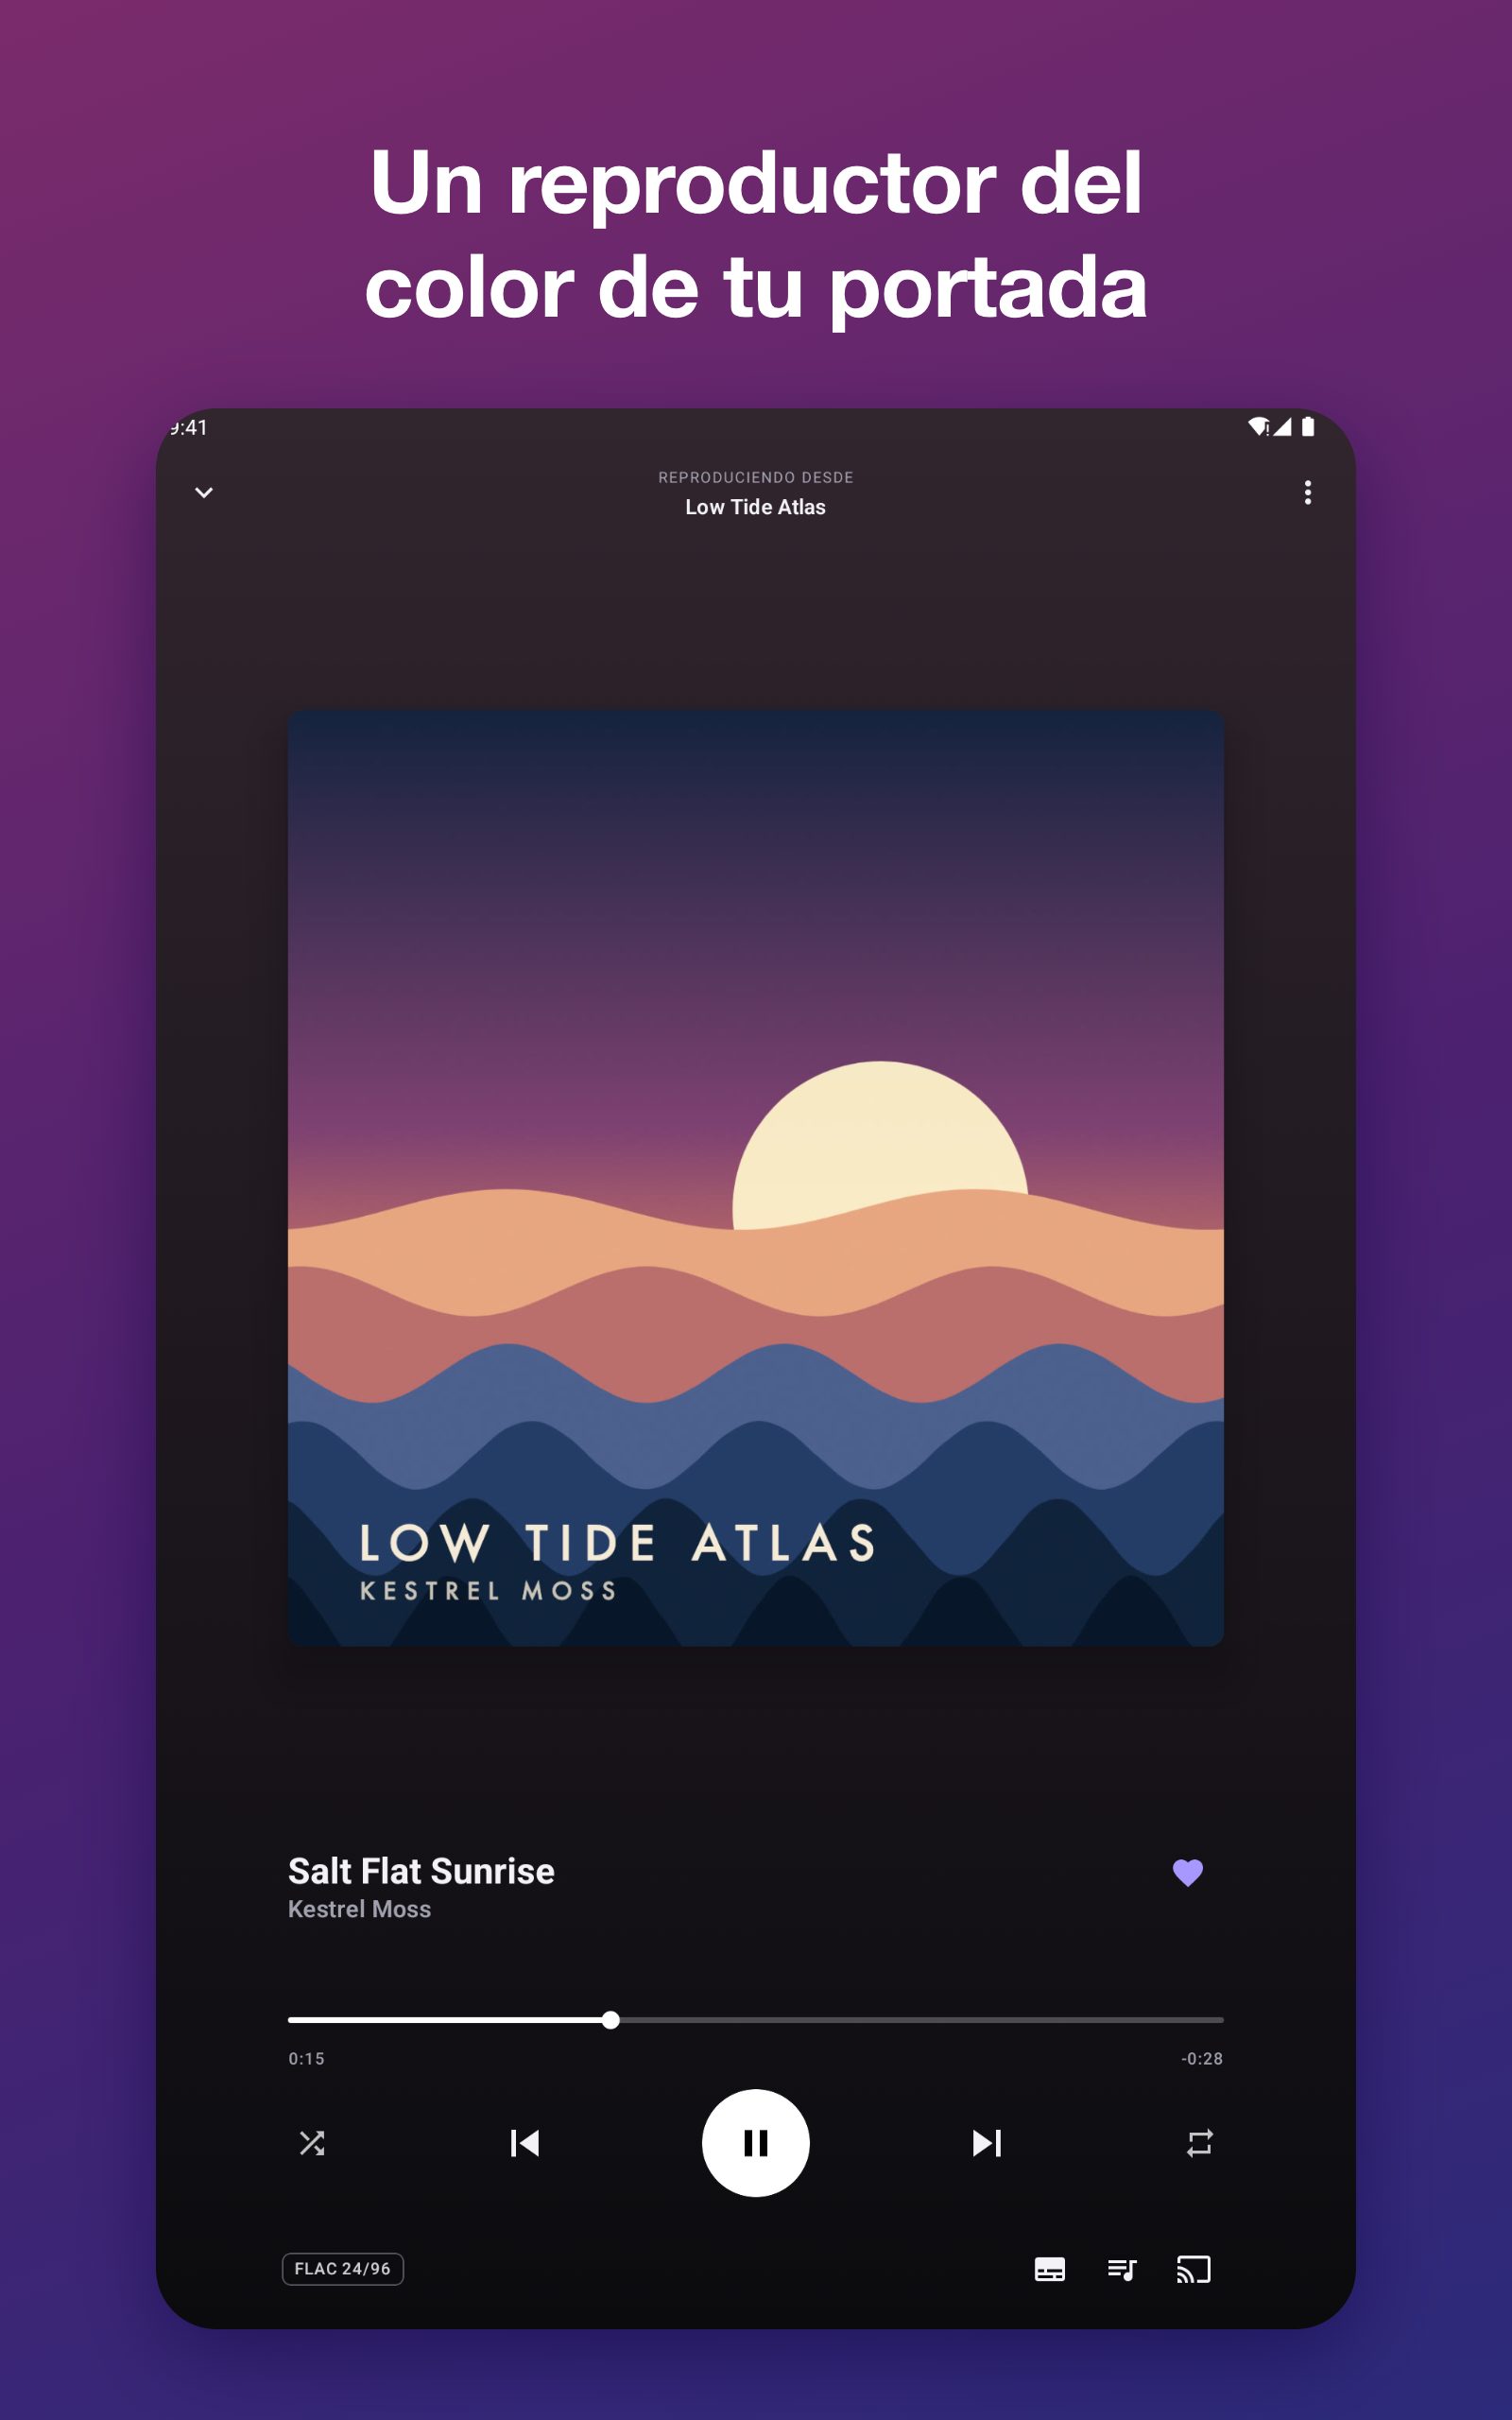 Un reproductor del
color de tu portada
9:41
REPRODUCIENDO DESDE
Low Tide Atlas
LOW TIDE ATLAS
KESTREL MOSS
Salt Flat Sunrise
Kestrel Moss
0:15
-0:28
FLAC 24/96